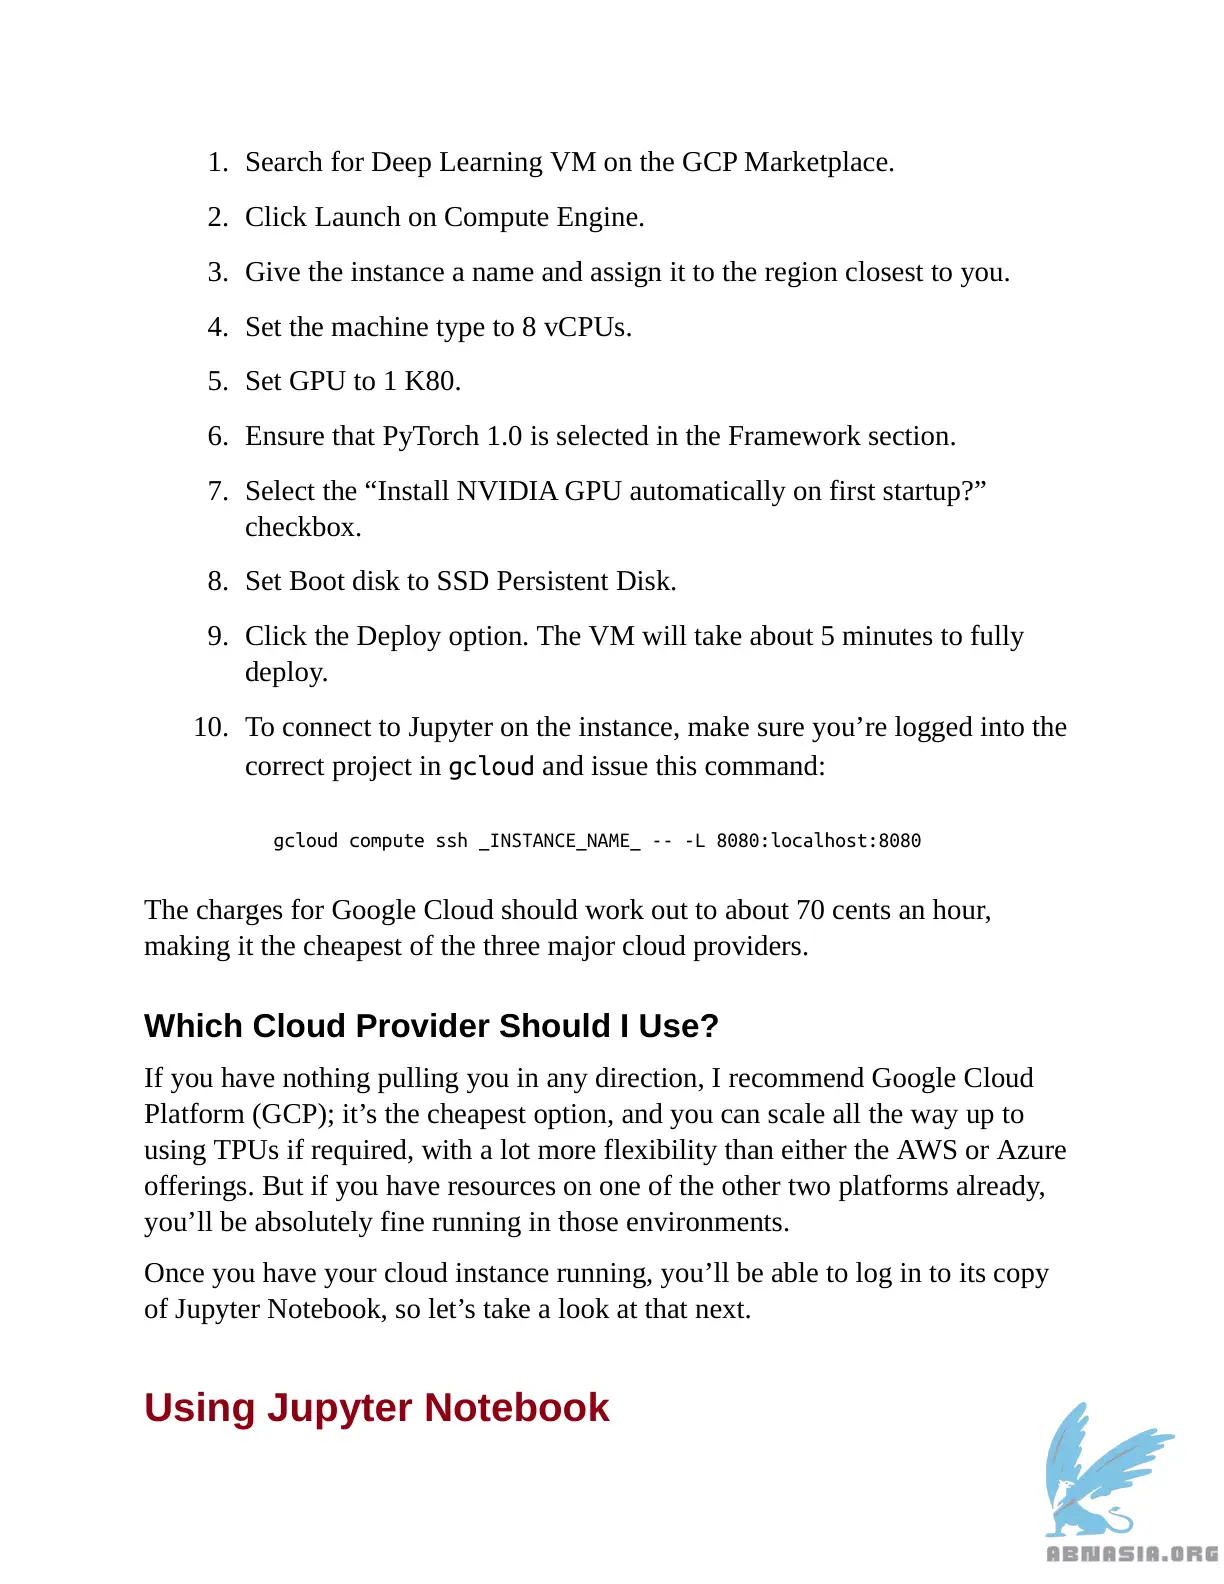 1. Search for Deep Learning VM on the GCP Marketplace.
2. Click Launch on Compute Engine.
3. Give the instance a name and assign it to the region closest to you.
4. Set the machine type to 8 vCPUs.
5. Set GPU to 1 K80.
6. Ensure that PyTorch 1.0 is selected in the Framework section.
7. Select the “Install NVIDIA GPU automatically on first startup?”
checkbox.
8. Set Boot disk to SSD Persistent Disk.
9. Click the Deploy option. The VM will take about 5 minutes to fully
deploy.
10. To connect to Jupyter on the instance, make sure you’re logged into the
correct project in gcloud and issue this command:
gcloud compute ssh _INSTANCE_NAME_ -- -L 8080:localhost:8080
The charges for Google Cloud should work out to about 70 cents an hour,
making it the cheapest of the three major cloud providers.
Which Cloud Provider Should I Use?
If you have nothing pulling you in any direction, I recommend Google Cloud
Platform (GCP); it’s the cheapest option, and you can scale all the way up to
using TPUs if required, with a lot more flexibility than either the AWS or Azure
offerings. But if you have resources on one of the other two platforms already,
you’ll be absolutely fine running in those environments.
Once you have your cloud instance running, you’ll be able to log in to its copy
of Jupyter Notebook, so let’s take a look at that next.
Using Jupyter Notebook
ABNASIA.ORG